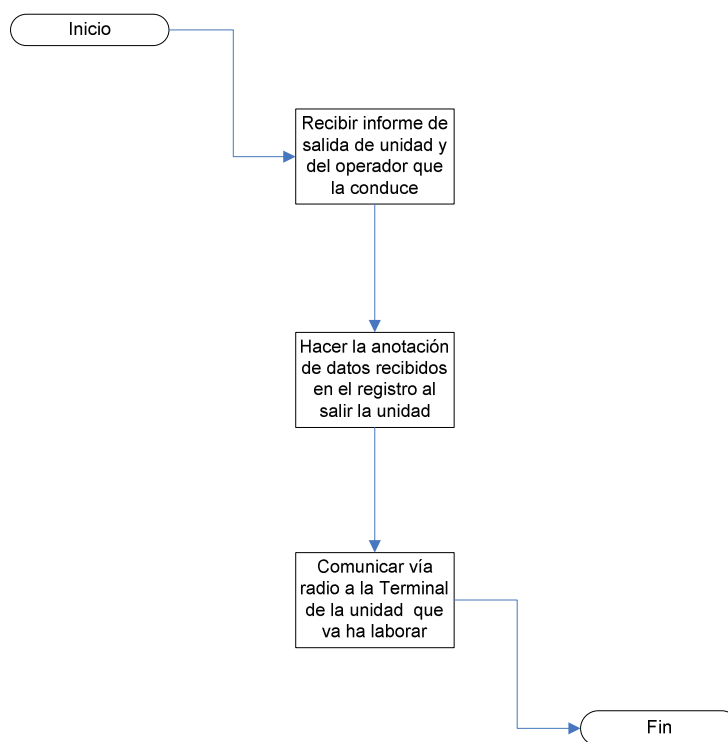 Inicio
Recibir informe de
salida de unidad y
del operador que
la conduce
Hacer la anotación
de datos recibidos
en el registro al
salir la unidad
Comunicar vía
radio a la Terminal
de la unidad  que
va ha laborar
Fin